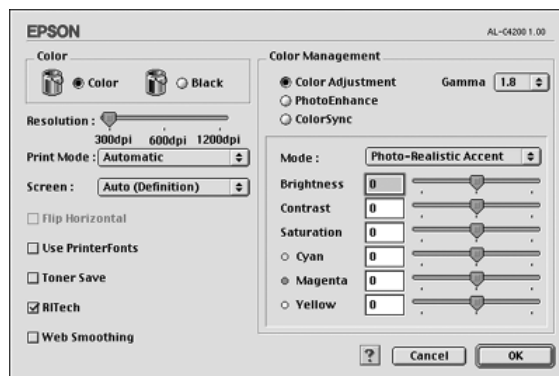 EPSON
AL-C4200 1.00
Color
Color
Black
Resolution :
300dpi 600dpi 1200dpi
Print Mode : Automatic
Screen : Auto (Definition)
Flip Horizontal
Use PrinterFonts
Toner Save
RITech
Web Smoothing
Color Management
Color Adjustment
Gamma 1.8
PhotoEnhance
ColorSync
Mode : Photo-Realistic Accent
Brightness 0
Contrast 0
Saturation 0
Cyan 0
Magenta 0
Yellow 0
?
Cancel
OK